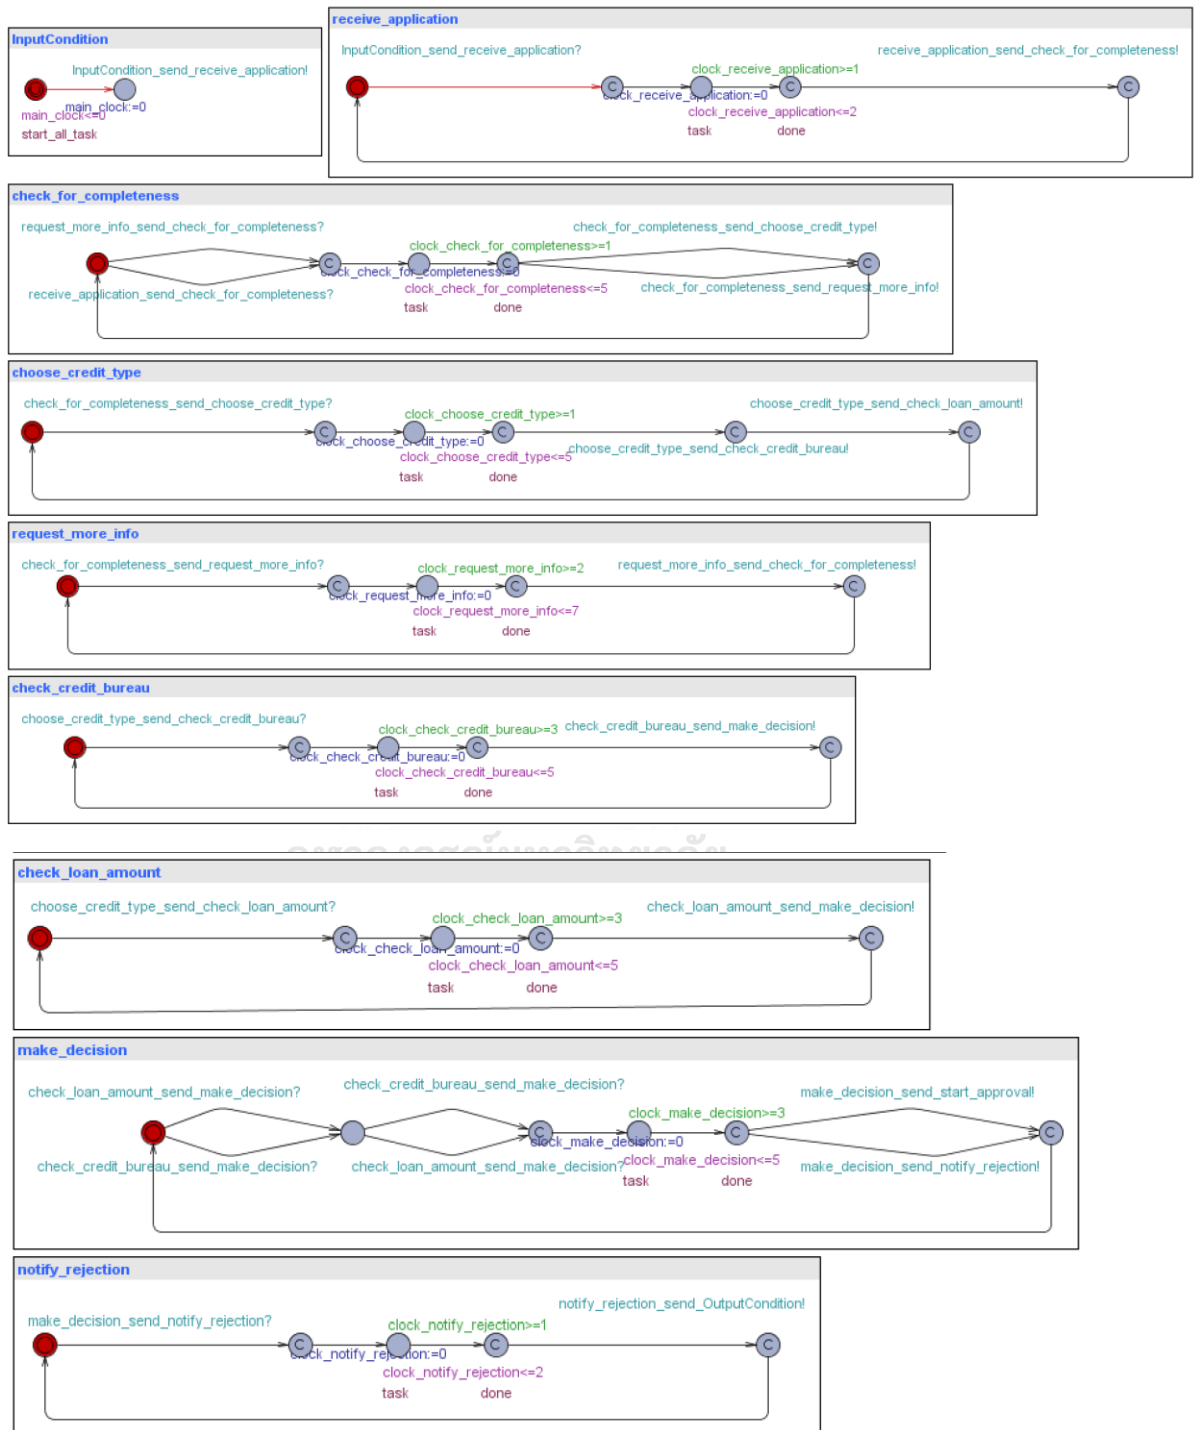 InputCondition
InputCondition_send_receive_application!
main_clock:=0
main_clock<=0
start_all_task
receive_application
InputCondition_send_receive_application?
receive_application_send_check_for_completeness!
clock_receive_application>=1
clock_receive_application:=0
clock_receive_application<=2
task done
C C C
check_for_completeness
request_more_info_send_check_for_completeness?
check_for_completeness_send_choose_credit_type!
clock_check_for_completeness>=1
C C C
clock_check_for_completeness:=0
receive_application_send_check_for_completeness?
clock_check_for_completeness<=5
check_for_completeness_send_request_more_info!
task done
choose_credit_type
check_for_completeness_send_choose_credit_type?
choose_credit_type_send_check_loan_amount!
clock_choose_credit_type>=1
C C C C
clock_choose_credit_type:=0
choose_credit_type_send_check_credit_bureau!
clock_choose_credit_type<=5
task done
request_more_info
check_for_completeness_send_request_more_info?
clock_request_more_info>=2
request_more_info_send_check_for_completeness!
C C C
clock_request_more_info:=0
clock_request_more_info<=7
task done
check_credit_bureau
choose_credit_type_send_check_credit_bureau?
clock_check_credit_bureau>=3
check_credit_bureau_send_make_decision!
C C C
clock_check_credit_bureau:=0
clock_check_credit_bureau<=5
task done
check_loan_amount
choose_credit_type_send_check_loan_amount?
check_loan_amount_send_make_decision!
clock_check_loan_amount>=3
C C C
clock_check_loan_amount:=0
clock_check_loan_amount<=5
task done
make_decision
check_loan_amount_send_make_decision?
check_credit_bureau_send_make_decision?
make_decision_send_start_approval!
clock_make_decision>=3
C C C
clock_make_decision:=0
check_credit_bureau_send_make_decision?
check_loan_amount_send_make_decision?
clock_make_decision<=5
make_decision_send_notify_rejection!
task done
notify_rejection
notify_rejection_send_OutputCondition!
make_decision_send_notify_rejection?
clock_notify_rejection>=1
C C C
clock_notify_rejection:=0
clock_notify_rejection<=2
task done